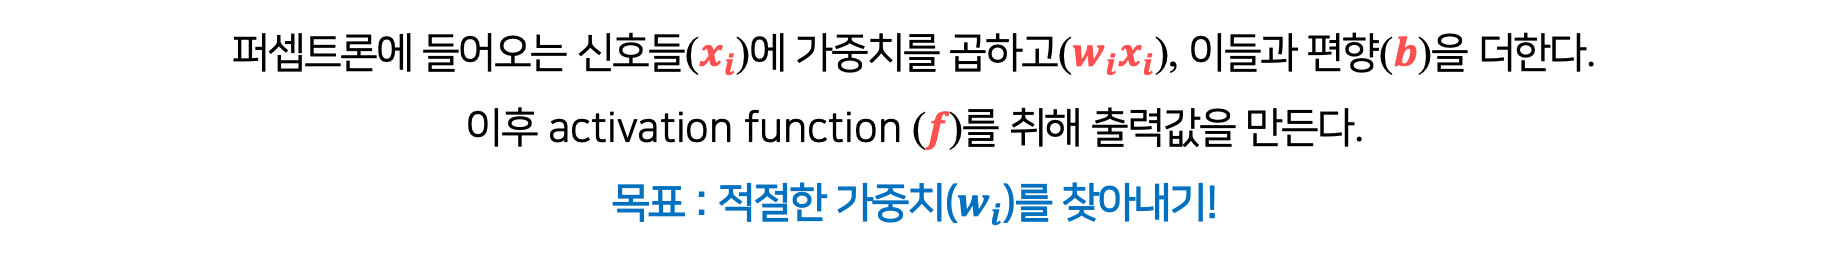 퍼셉트론에 들어오는 신호들(xᵢ)에 가중치를 곱하고(wᵢxᵢ), 이들과 편향(b)을 더한다.
이후 activation function (f)를 취해 출력값을 만든다.
목표 : 적절한 가중치(wᵢ)를 찾아내기!